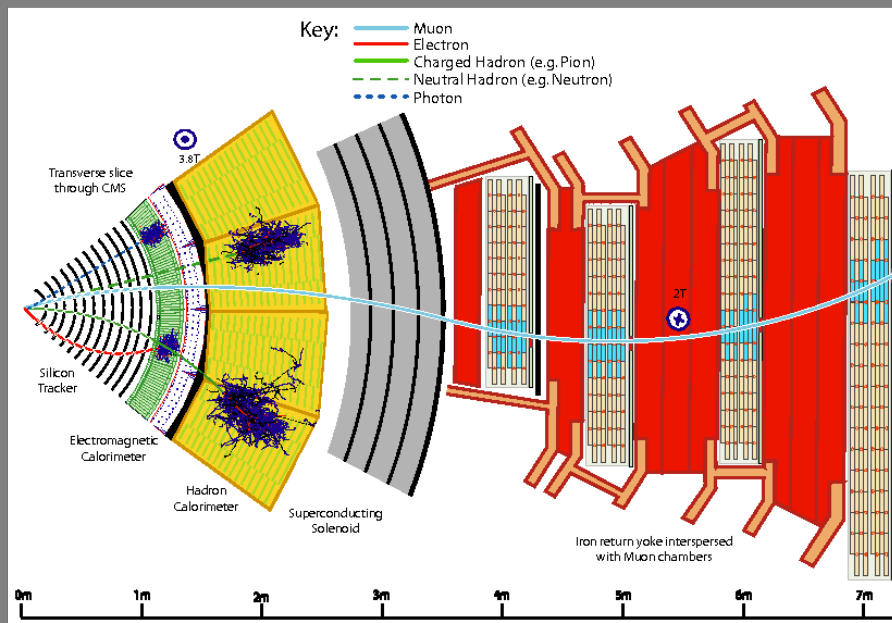 Key:
Muon
Electron
Charged Hadron (e.g. Pion)
Neutral Hadron (e.g. Neutron)
Photon
3.8T
Transverse slice
through CMS
2T
Silicon
Tracker
Electromagnetic
Calorimeter
Hadron
Calorimeter
Superconducting
Solenoid
Iron return yoke interspersed
with Muon chambers
0m 1m 2m 3m 4m 5m 6m 7m